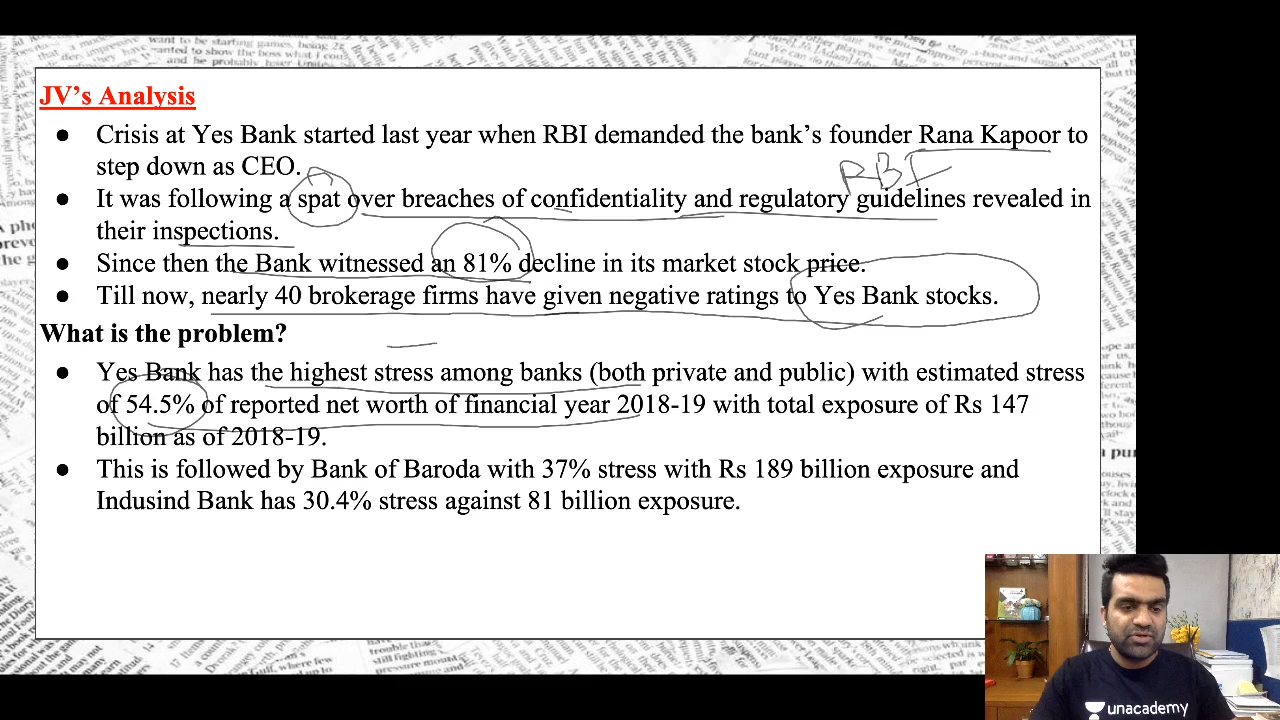 JV's Analysis
● Crisis at Yes Bank started last year when RBI demanded the bank's founder Rana Kapoor to
step down as CEO.
RBI
● It was following a spat over breaches of confidentiality and regulatory guidelines revealed in
their inspections.
● Since then the Bank witnessed an 81% decline in its market stock price.
● Till now, nearly 40 brokerage firms have given negative ratings to Yes Bank stocks.
What is the problem?
● Yes Bank has the highest stress among banks (both private and public) with estimated stress
of 54.5% of reported net worth of financial year 2018-19 with total exposure of Rs 147
billion as of 2018-19.
● This is followed by Bank of Baroda with 37% stress with Rs 189 billion exposure and
Indusind Bank has 30.4% stress against 81 billion exposure.
unacademy